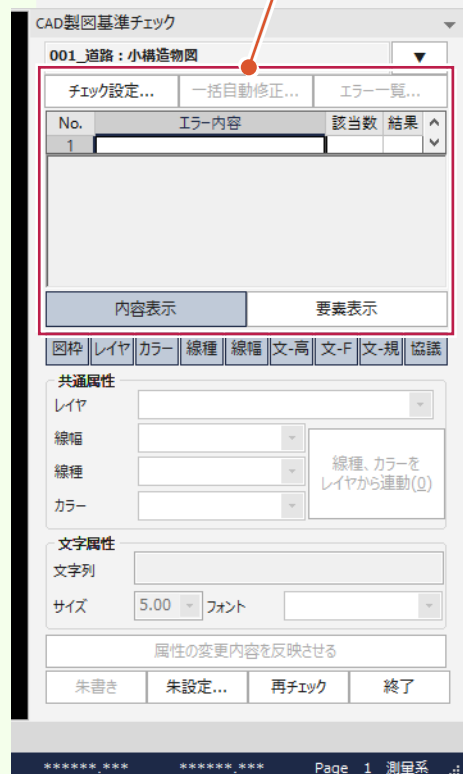 CAD製図基準チェック
001_道路：小構造物図
チェック設定... 一括自動修正... エラー一覧...
No. エラー内容 該当数 結果
1
内容表示 要素表示
図枠 レイヤ カラー 線種 線幅 文-高 文-F 文-規 協議
共通属性
レイヤ
線幅
線種
カラー
線種、カラーを
レイヤから連動(0)
文字属性
文字列
サイズ 5.00 フォント
属性の変更内容を反映させる
朱書き 朱設定... 再チェック 終了
******.*** ******.*** Page 1 測量系